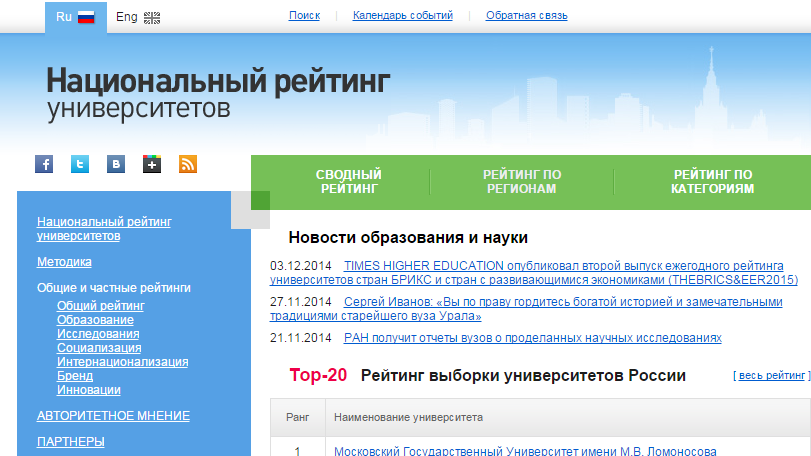 Ru
Eng
Поиск
Календарь событий
Обратная связь
Национальный рейтинг
университетов
СВОДНЫЙ
РЕЙТИНГ
РЕЙТИНГ ПО
РЕГИОНАМ
РЕЙТИНГ ПО
КАТЕГОРИЯМ
Национальный рейтинг
университетов
Методика
Общие и частные рейтинги
Общий рейтинг
Образование
Исследования
Социализация
Интернационализация
Бренд
Инновации
АВТОРИТЕТНОЕ МНЕНИЕ
ПАРТНЕРЫ
Новости образования и науки
03.12.2014 TIMES HIGHER EDUCATION опубликовал второй выпуск ежегодного рейтинга
университетов стран БРИКС и стран с развивающимися экономиками (THEBRICS&EER2015)
27.11.2014 Сергей Иванов: «Вы по праву гордитесь богатой историей и замечательными
традициями старейшего вуза Урала»
21.11.2014 РАН получит отчеты вузов о проделанных научных исследованиях
Top-20 Рейтинг выборки университетов России [ весь рейтинг ]
Ранг Наименование университета
1 Московский Государственный Университет имени М.В. Ломоносова